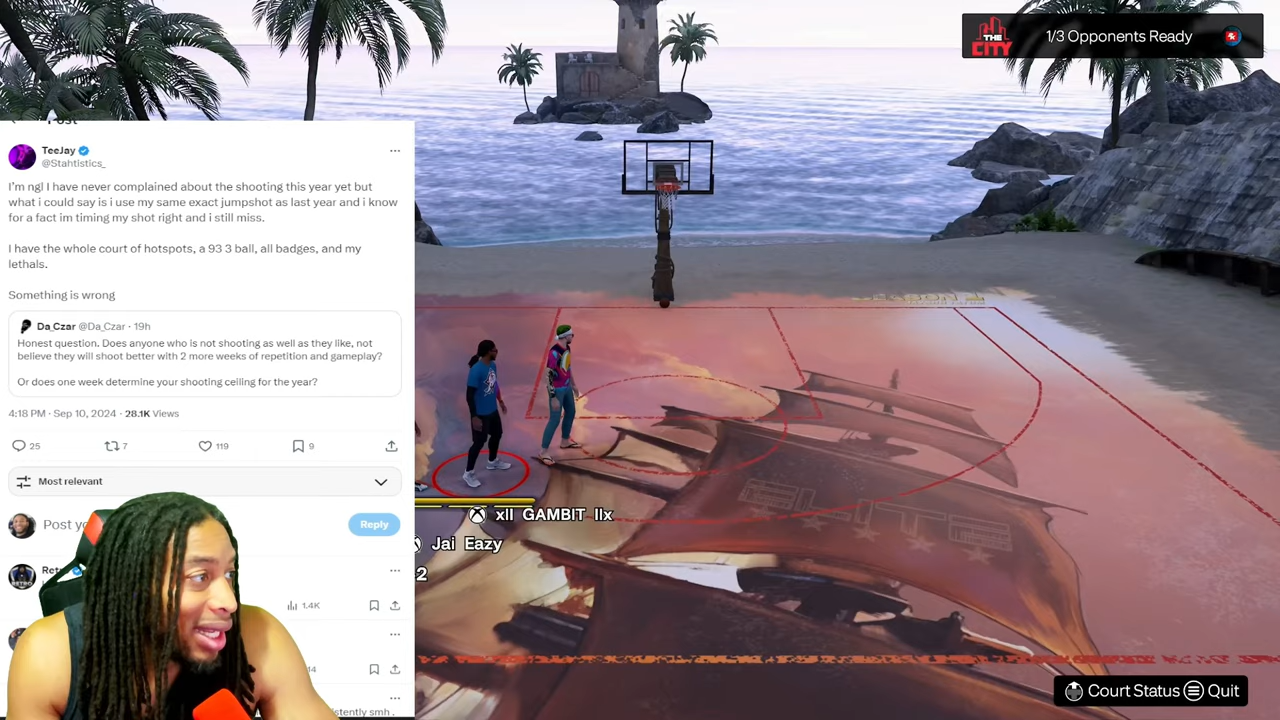 THE CITY
1/3 Opponents Ready
Post
TeeJay
@Stahtistics_
I'm ngl I have never complained about the shooting this year yet but
what i could say is i use my same exact jumpshot as last year and i know
for a fact im timing my shot right and i still miss.
I have the whole court of hotspots, a 93 3 ball, all badges, and my
lethals.
Something is wrong
Da_Czar @Da_Czar · 19h
Honest question. Does anyone who is not shooting as well as they like, not
believe they will shoot better with 2 more weeks of repetition and gameplay?
Or does one week determine your shooting ceiling for the year?
4:18 PM · Sep 10, 2024 · 28.1K Views
25 7 119 9
Most relevant
Post
Reply
1.4K
14
smh .
xII GAMBIT IIx
Jai Eazy
2
Court Status Quit